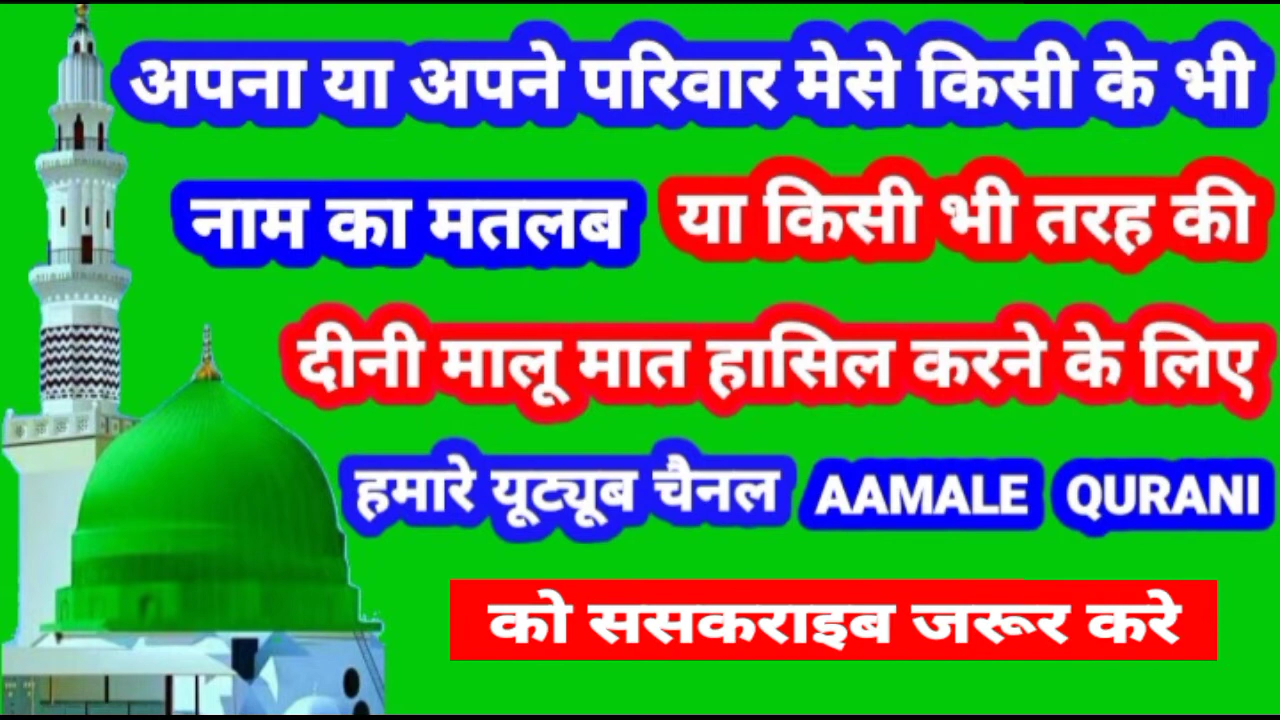 अपना या अपने परिवार मेसे किसी के भी
नाम का मतलब या किसी भी तरह की
दीनी मालू मात हासिल करने के लिए
हमारे यूट्यूब चैनल AAMALE QURANI
को ससकराइब जरूर करे